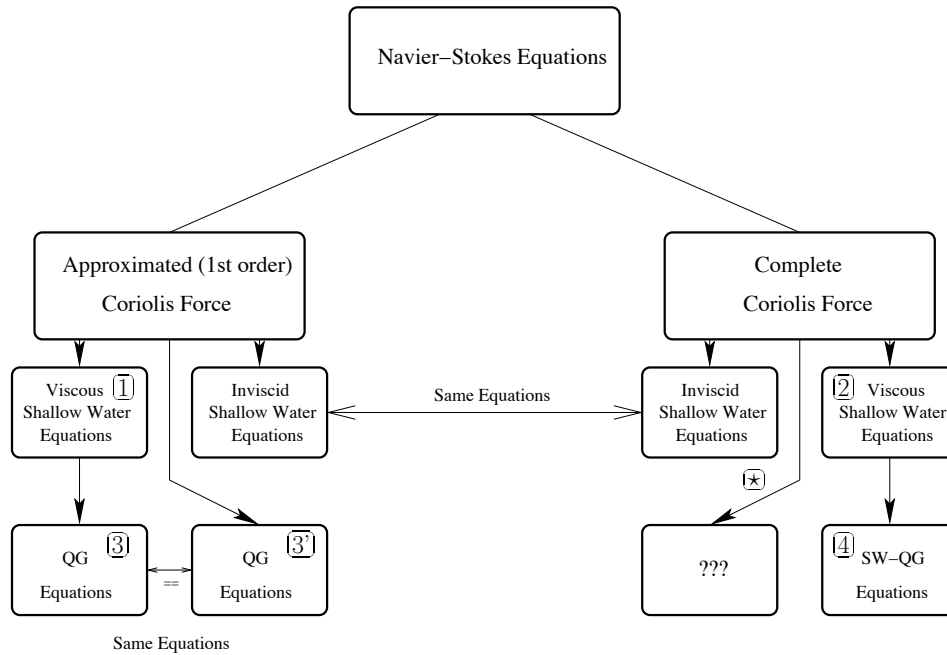 Navier–Stokes Equations
Approximated (1st order)
Coriolis Force
Complete
Coriolis Force
Viscous 1
Shallow Water
Equations
Inviscid
Shallow Water
Equations
Same Equations
Inviscid
Shallow Water
Equations
2 Viscous
Shallow Water
Equations
⋆
QG 3
Equations
==
QG 3'
Equations
???
4 SW–QG
Equations
Same Equations